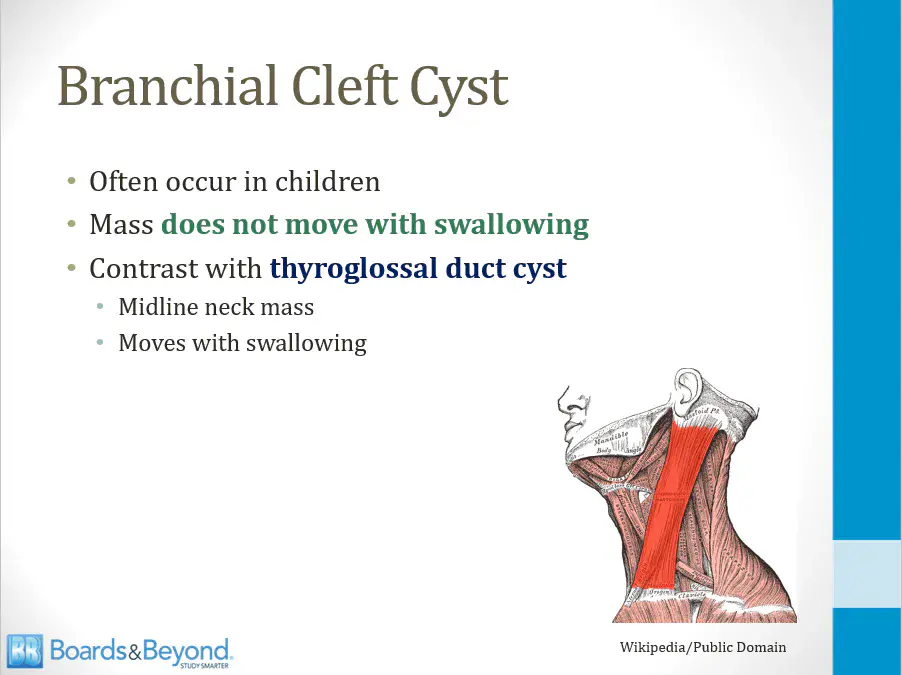 Branchial Cleft Cyst
• Often occur in children
• Mass does not move with swallowing
• Contrast with thyroglossal duct cyst
• Midline neck mass
• Moves with swallowing
Mandible
Body Angle
Clavicle
Wikipedia/Public Domain
BB Boards&Beyond.
STUDY SMARTER